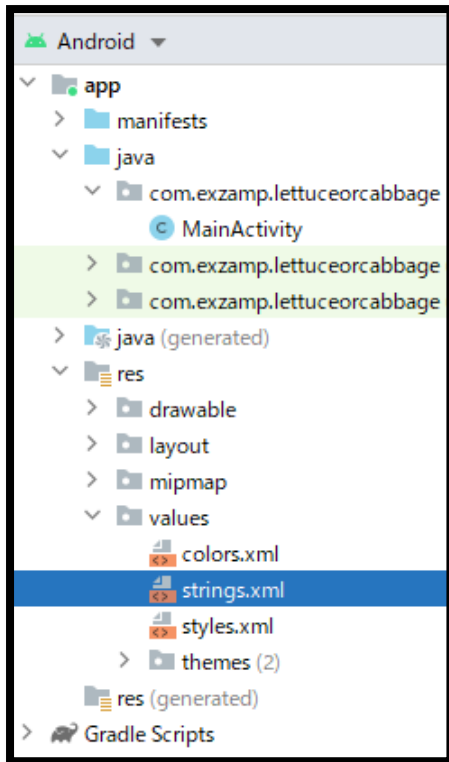 Android
app
manifests
java
com.exzamp.lettuceorcabbage
C MainActivity
com.exzamp.lettuceorcabbage
com.exzamp.lettuceorcabbage
java (generated)
res
drawable
layout
mipmap
values
colors.xml
strings.xml
styles.xml
themes (2)
res (generated)
Gradle Scripts